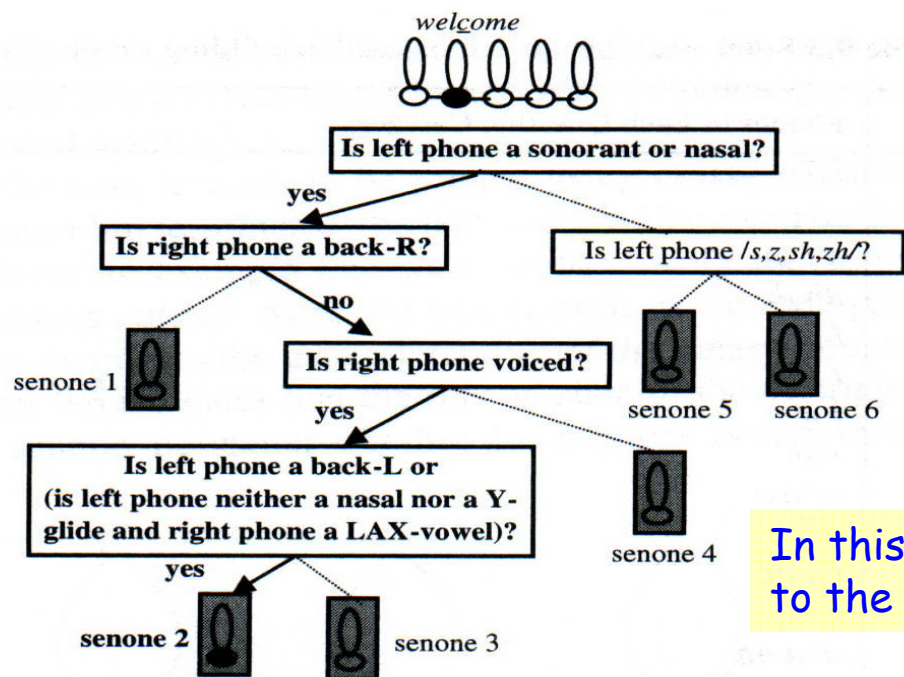 welcome
Is left phone a sonorant or nasal?
yes
Is right phone a back-R?
Is left phone /s,z,sh,zh/?
no
Is right phone voiced?
senone 1
senone 5
senone 6
yes
Is left phone a back-L or
(is left phone neither a nasal nor a Y-
glide and right phone a LAX-vowel)?
senone 4
In this
to the
yes
senone 2
senone 3